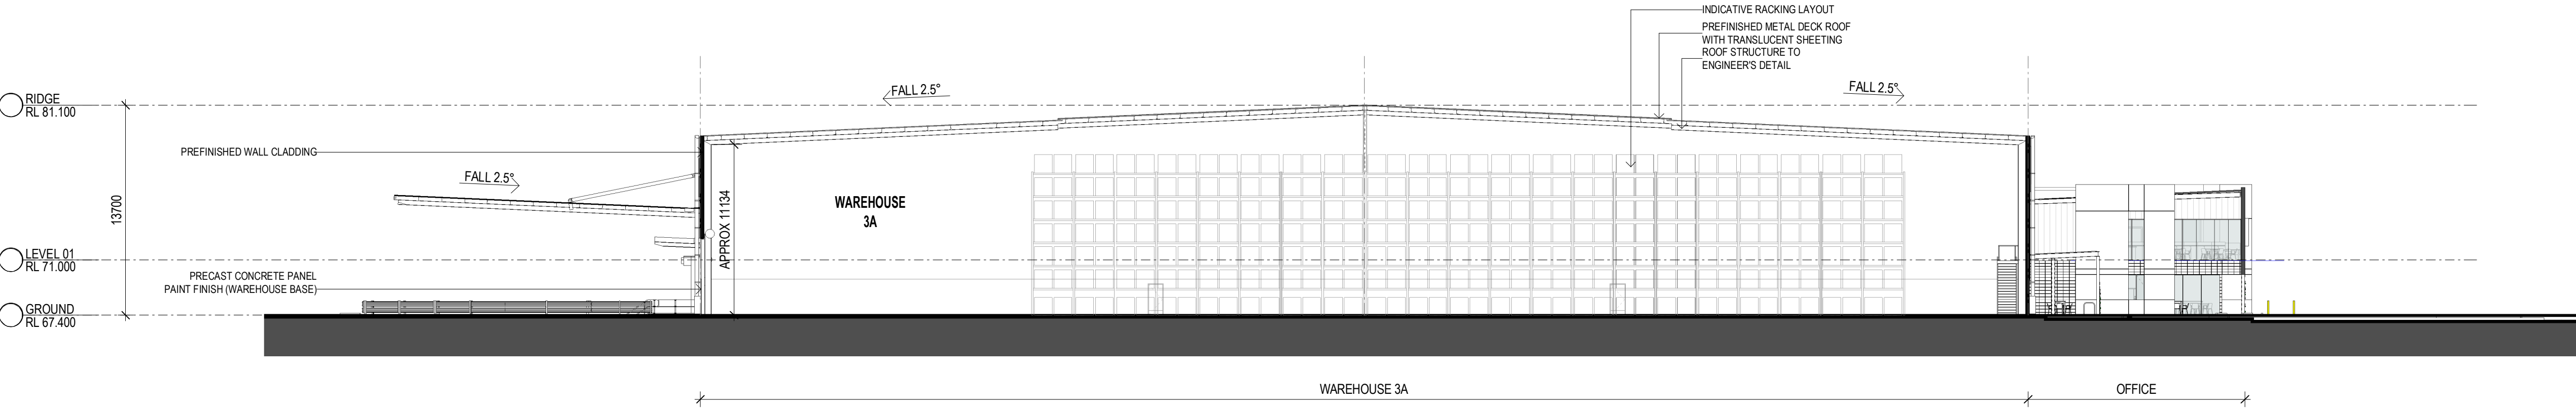 INDICATIVE RACKING LAYOUT
PREFINISHED METAL DECK ROOF
WITH TRANSLUCENT SHEETING
ROOF STRUCTURE TO
ENGINEER'S DETAIL
FALL 2.5°
FALL 2.5°
RIDGE
RL 81.100
PREFINISHED WALL CLADDING
FALL 2.5°
13700
APPROX 11134
WAREHOUSE
3A
LEVEL 01
RL 71.000
PRECAST CONCRETE PANEL
PAINT FINISH (WAREHOUSE BASE)
GROUND
RL 67.400
WAREHOUSE 3A
OFFICE